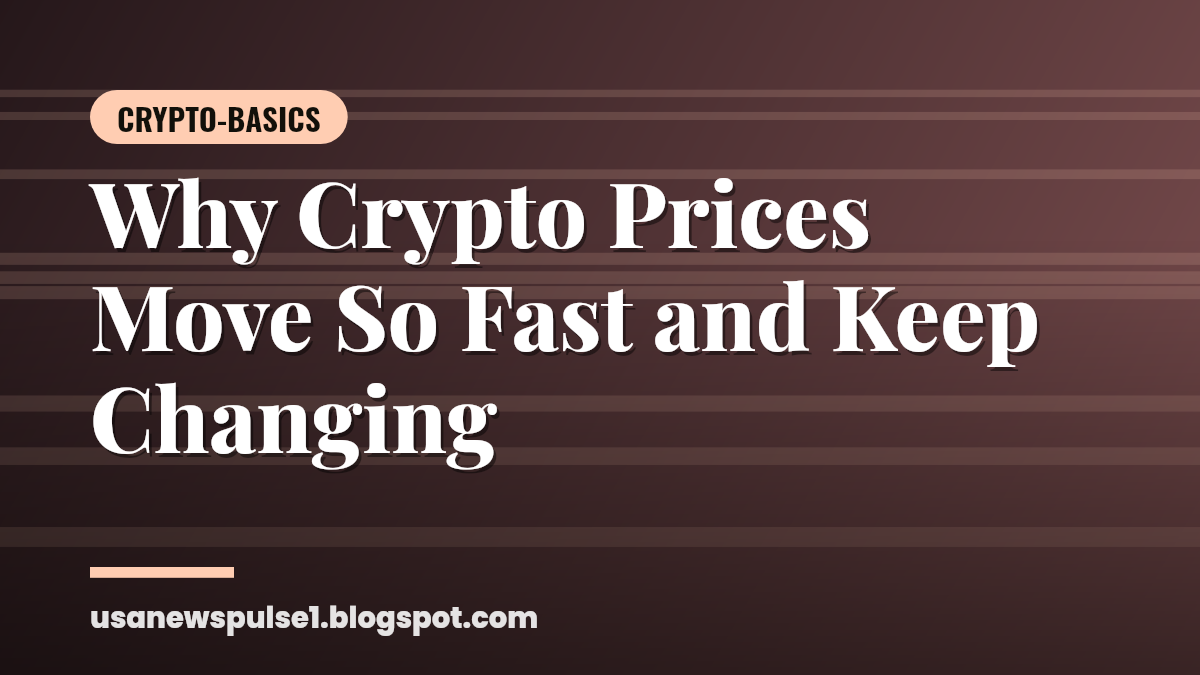 CRYPTO-BASICS
Why Crypto Prices
Move So Fast and Keep
Changing
usanewspulse1.blogspot.com